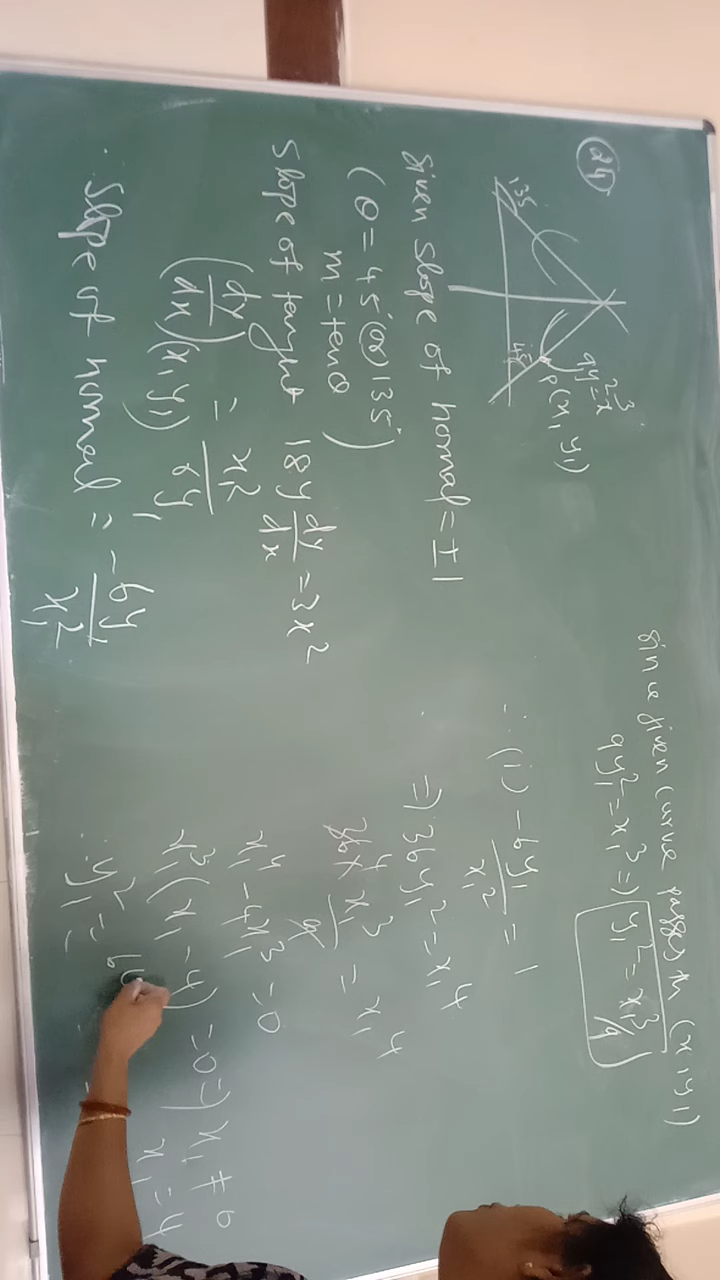 24
9y² = x³
P(x₁ y₁)
135
45
Given slope of normal = ±1
(θ = 45° (or) 135°)
m = tan θ
Slope of tangent 18y dy/dx = 3x²
(dy/dx)(x₁ y₁) = x₁²/6y₁
∴ Slope of normal = -6y₁/x₁²
Since given curve passes th (x₁ y₁)
9y₁² = x₁³ ⇒ y₁² = x₁³/9
∴ (i) -6y₁/x₁² = 1
⇒ 36y₁² = x₁⁴
36 4 × x₁³/9 = x₁⁴
x₁⁴ - 4x₁³ = 0
x₁³(x₁ - 4) = 0 ⇒ x₁ ≠ 0
x₁ = 4
∴ y₁² = 64